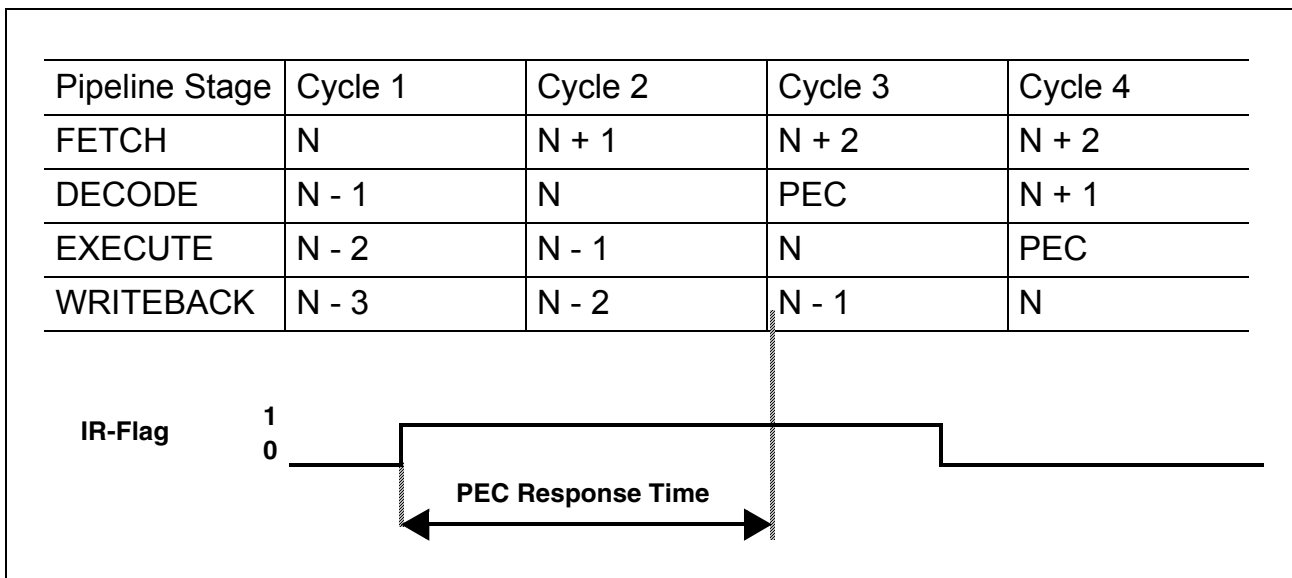 Pipeline Stage Cycle 1 Cycle 2 Cycle 3 Cycle 4
FETCH N N + 1 N + 2 N + 2
DECODE N - 1 N PEC N + 1
EXECUTE N - 2 N - 1 N PEC
WRITEBACK N - 3 N - 2 N - 1 N
1
IR-Flag
0
PEC Response Time